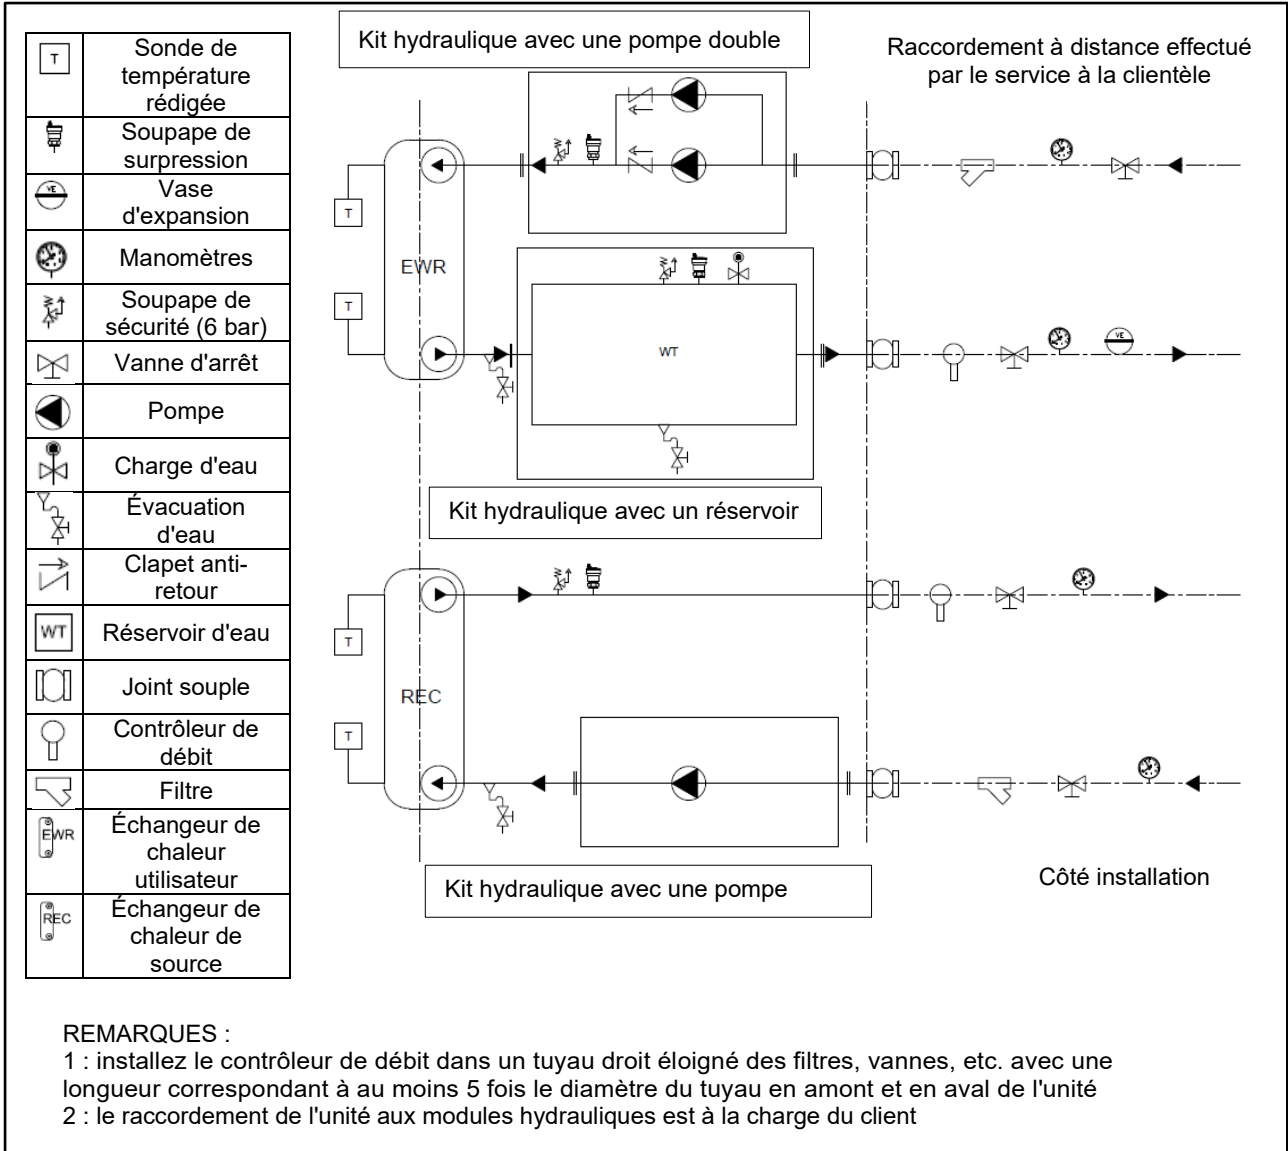 T
Sonde de
température
rédigée
Soupape de
surpression
VE
Vase
d'expansion
Manomètres
Soupape de
sécurité (6 bar)
Vanne d'arrêt
Pompe
Charge d'eau
Évacuation
d'eau
Clapet anti-
retour
WT
Réservoir d'eau
Joint souple
Contrôleur de
débit
Filtre
EWR
Échangeur de
chaleur
utilisateur
REC
Échangeur de
chaleur de
source
Kit hydraulique avec une pompe double
Raccordement à distance effectué
par le service à la clientèle
T
EWR
T
WT
VE
Kit hydraulique avec un réservoir
T
REC
T
Kit hydraulique avec une pompe
Côté installation
REMARQUES :
1 : installez le contrôleur de débit dans un tuyau droit éloigné des filtres, vannes, etc. avec une
longueur correspondant à au moins 5 fois le diamètre du tuyau en amont et en aval de l'unité
2 : le raccordement de l'unité aux modules hydrauliques est à la charge du client